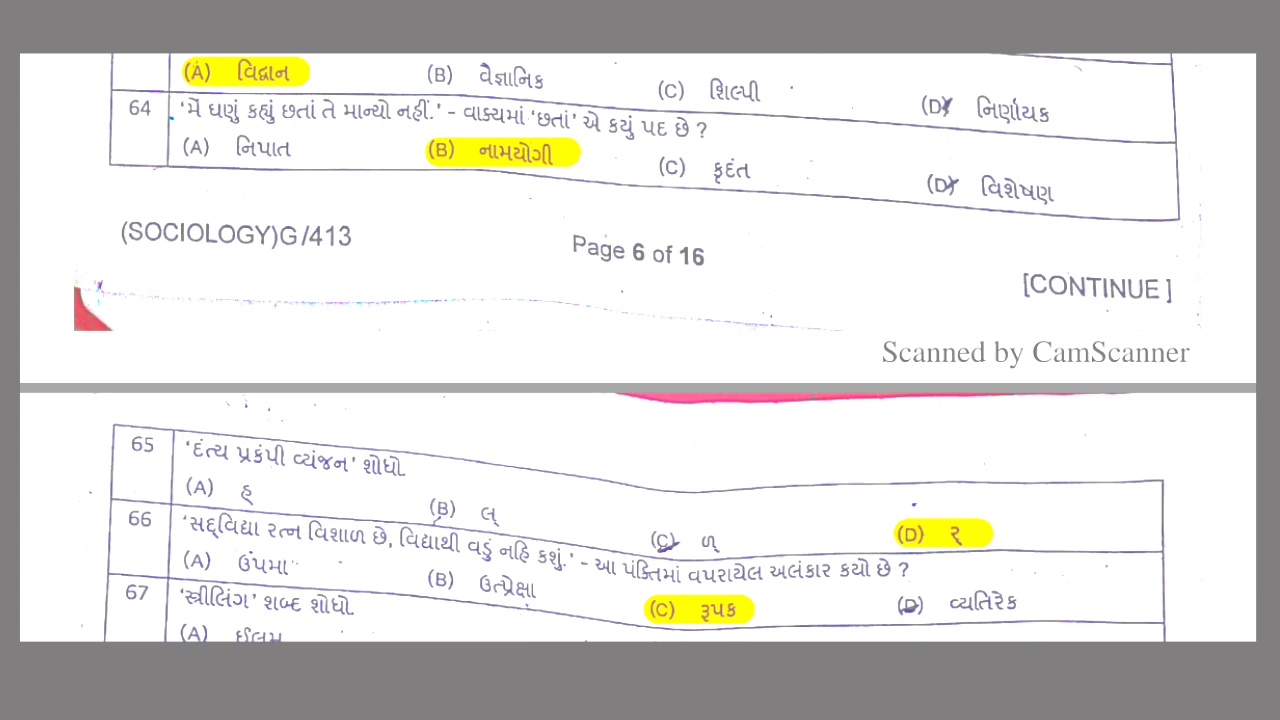 (A) વિદ્વાન (B) વૈજ્ઞાનિક (C) શિલ્પી (D) નિર્ણાયક
64 'મેં ઘણું કહ્યું છતાં તે માન્યો નહીં.' – વાક્યમાં 'છતાં' એ કયું પદ છે ?
(A) નિપાત (B) નામયોગી (C) કૃદંત (D) વિશેષણ
(SOCIOLOGY)G/413 Page 6 of 16 [CONTINUE]
Scanned by CamScanner
65 'દંત્ય પ્રકંપી વ્યંજન' શોધો.
(A) હ્ (B) લ્ (C) ળ્ (D) ર્
66 'સદ્‌વિદ્યા રત્ન વિશાળ છે, વિદ્યાથી વડું નહિ કશું.' – આ પંક્તિમાં વપરાયેલ અલંકાર કયો છે ?
(A) ઉપમા (B) ઉત્પ્રેક્ષા (C) રૂપક (D) વ્યતિરેક
67 'સ્ત્રીલિંગ' શબ્દ શોધો.
(A) ઈલમ